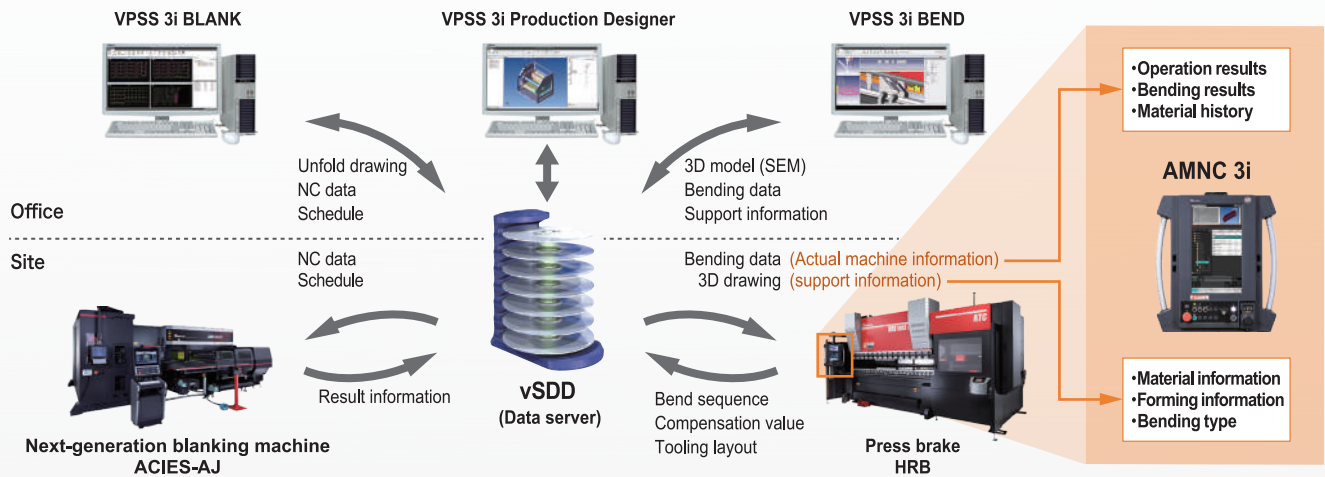 VPSS 3i BLANK
VPSS 3i Production Designer
VPSS 3i BEND
•Operation results
•Bending results
•Material history
Unfold drawing
NC data
Schedule
3D model (SEM)
Bending data
Support information
AMNC 3i
Office
Site
NC data
Schedule
Bending data (Actual machine information)
3D drawing (support information)
Result information
vSDD
(Data server)
Bend sequence
Compensation value
Tooling layout
•Material information
•Forming information
•Bending type
Next-generation blanking machine
ACIES-AJ
Press brake
HRB
ATC